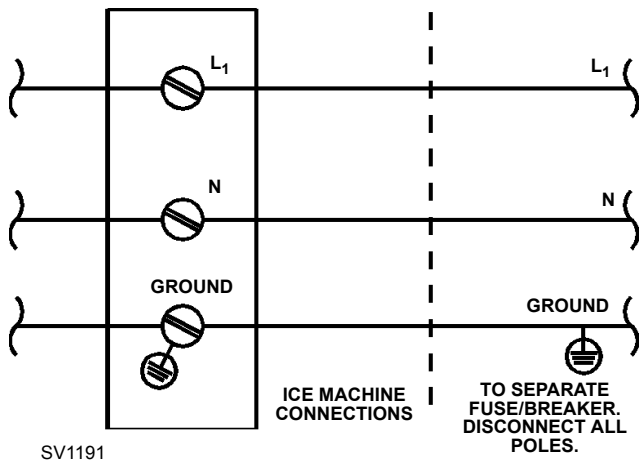 L1
L1
N
N
GROUND
GROUND
ICE MACHINE
CONNECTIONS
TO SEPARATE
FUSE/BREAKER.
DISCONNECT ALL
POLES.
SV1191